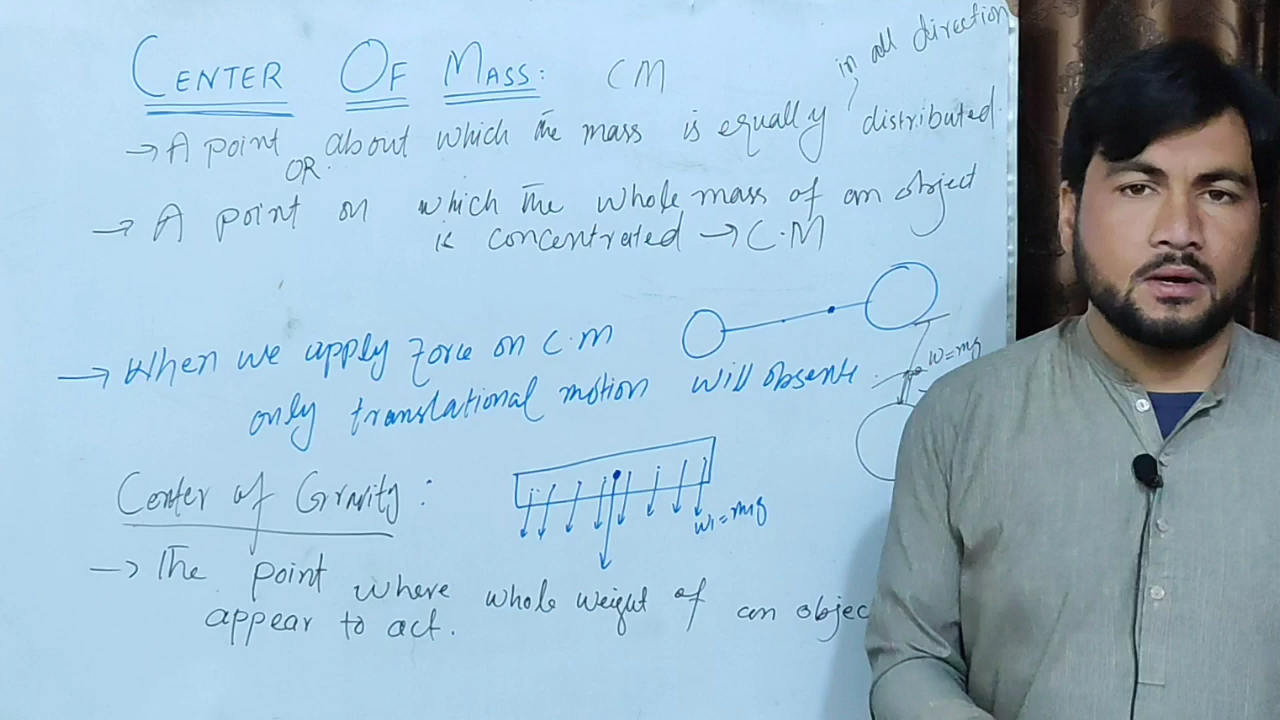 CENTER OF MASS: CM
in all direction
→ A point about which the mass is equally distributed.
OR
→ A point on which the whole mass of an object
is concentrated → C.M
→ When we apply force on C.m
only translational motion will observe.
w=mg
Center of Gravity:
w1=mg
→ The point where whole weight of an objec
appear to act.